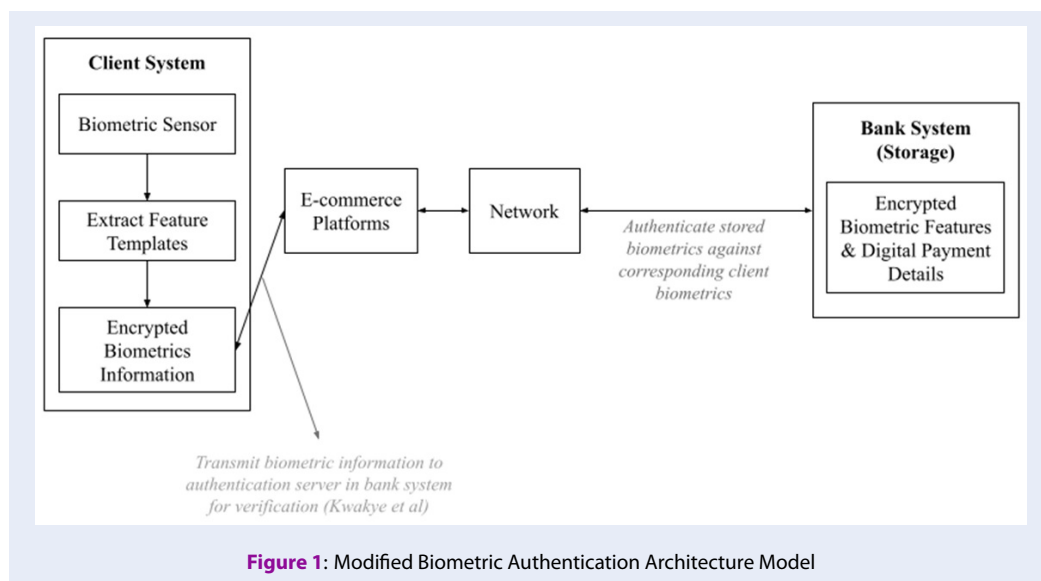 Client System
Biometric Sensor
Extract Feature
Templates
Encrypted
Biometrics
Information
E-commerce
Platforms
Network
Authenticate stored
biometrics against
corresponding client
biometrics
Bank System
(Storage)
Encrypted
Biometric Features
& Digital Payment
Details
Transmit biometric information to
authentication server in bank system
for verification (Kwakye et al)
Figure 1: Modified Biometric Authentication Architecture Model